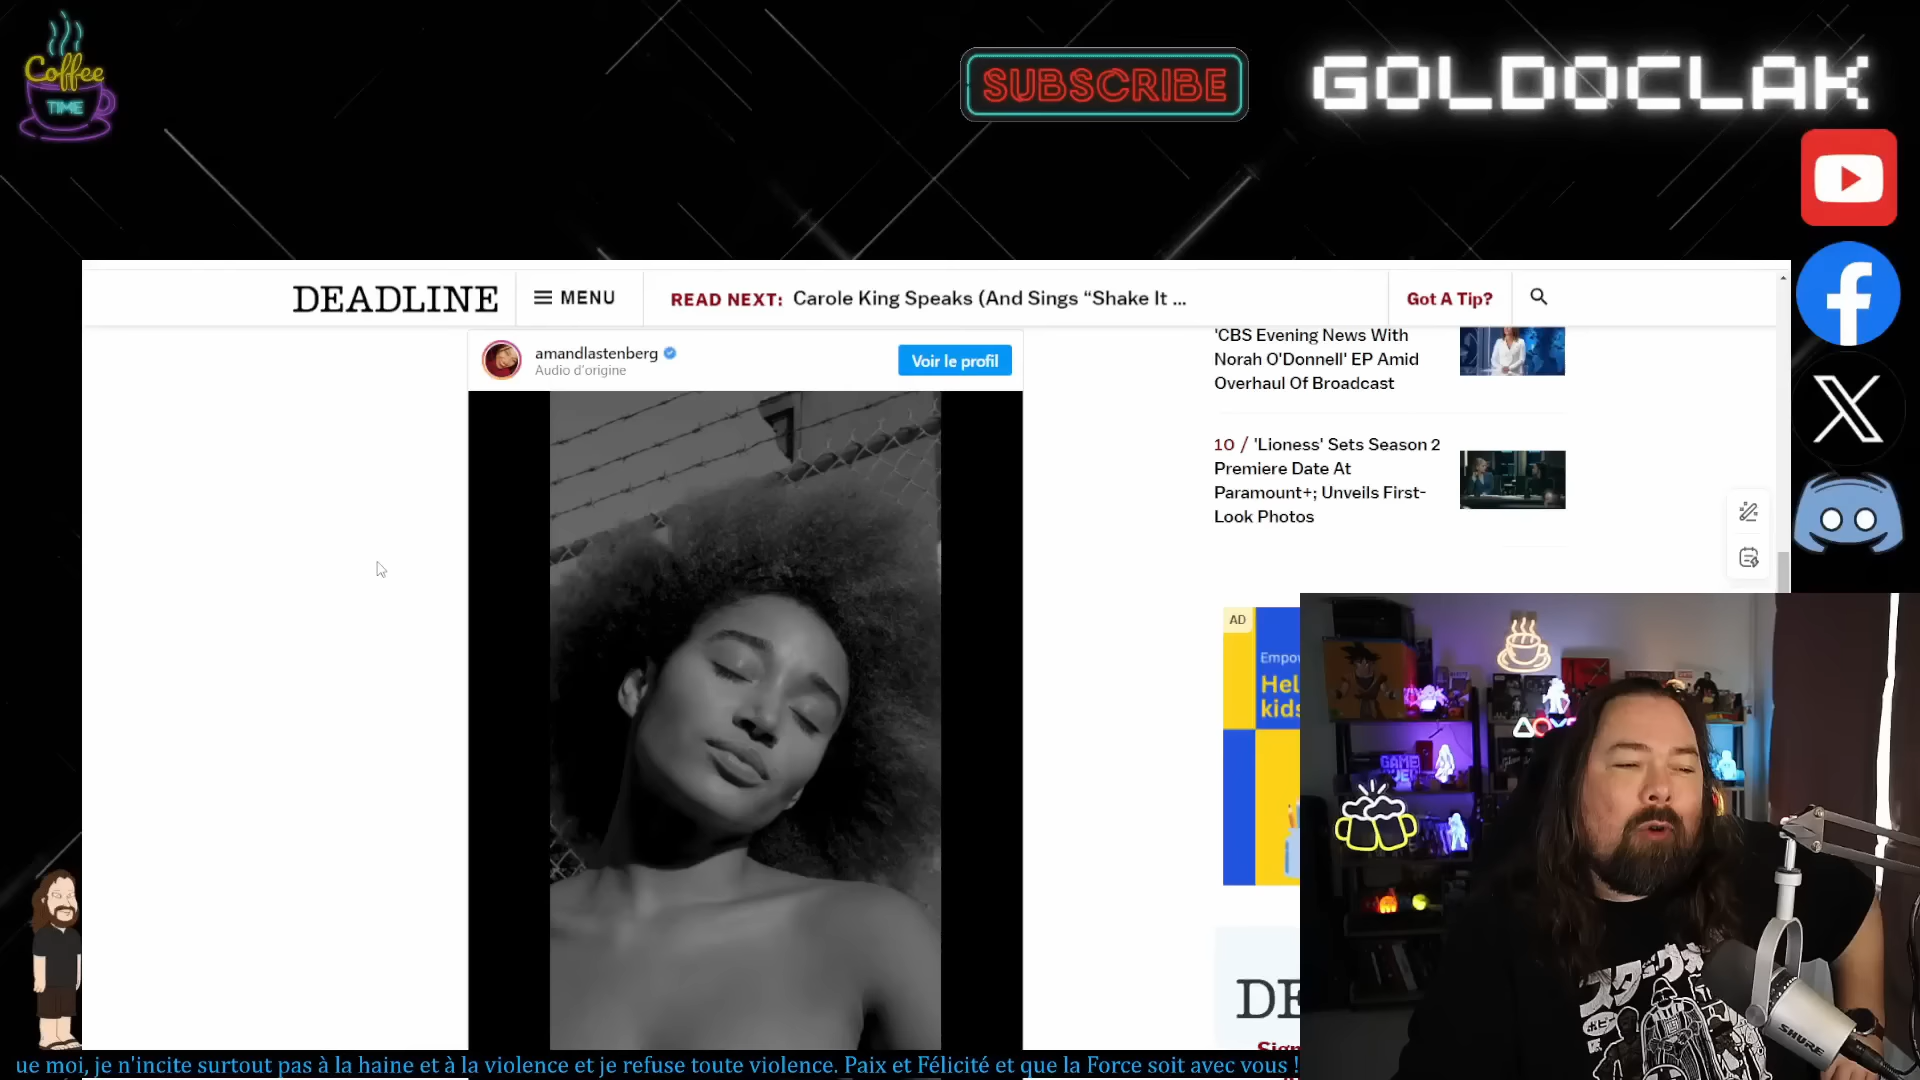 Coffee
TIME
SUBSCRIBE
GOLDOCLAK
DEADLINE
MENU
READ NEXT: Carole King Speaks (And Sings “Shake It ...
Got A Tip?
amandlastenberg
Audio d'origine
Voir le profil
'CBS Evening News With
Norah O'Donnell' EP Amid
Overhaul Of Broadcast
10 / 'Lioness' Sets Season 2
Premiere Date At
Paramount+; Unveils First-
Look Photos
AD
DE
GAME
SHURE
ue moi, je n'incite surtout pas à la haine et à la violence et je refuse toute violence. Paix et Félicité et que la Force soit avec vous !